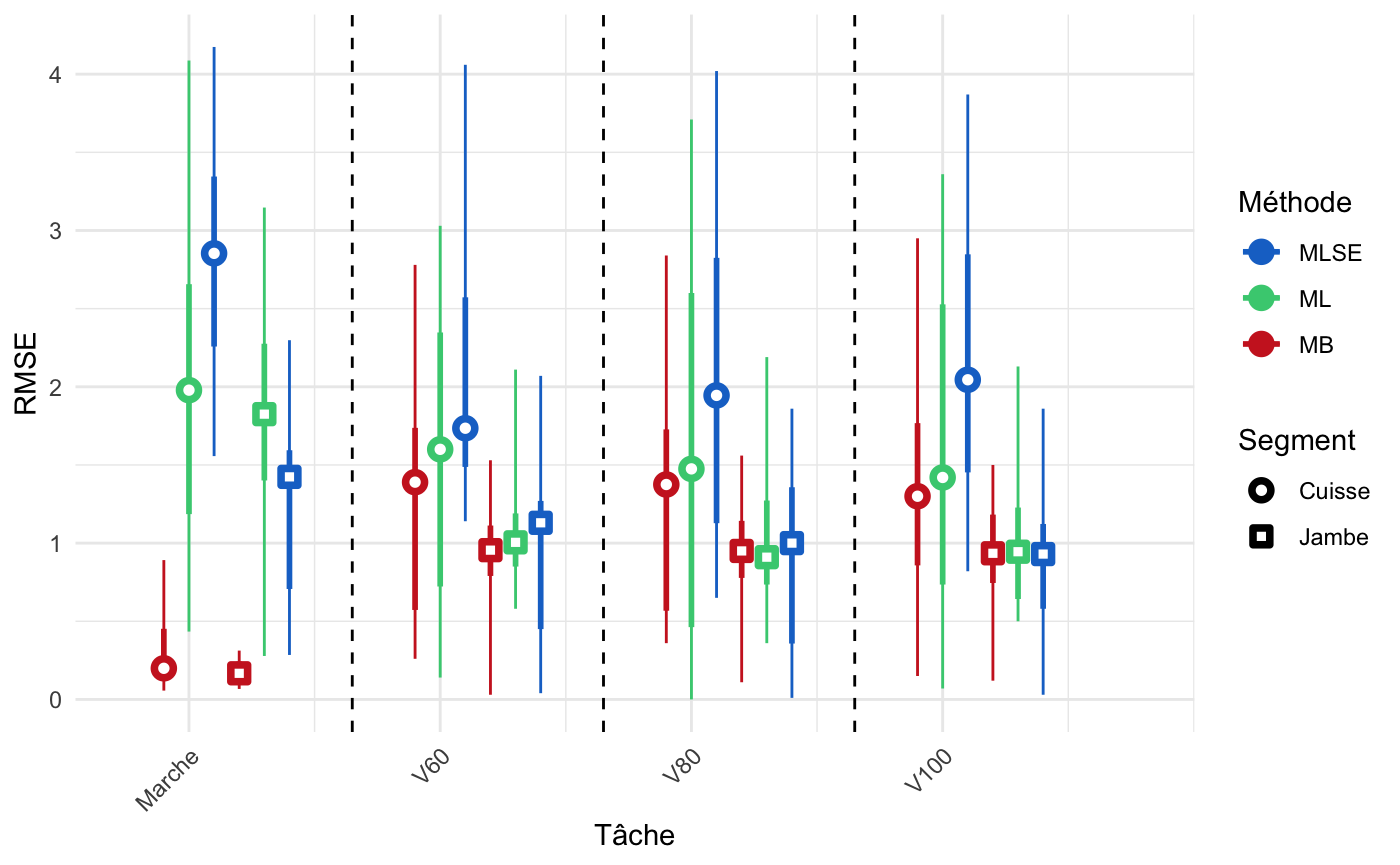 RMSE
4
3
2
1
0
Marche
V60
V80
V100
Tâche
Méthode
MLSE
ML
MB
Segment
Cuisse
Jambe